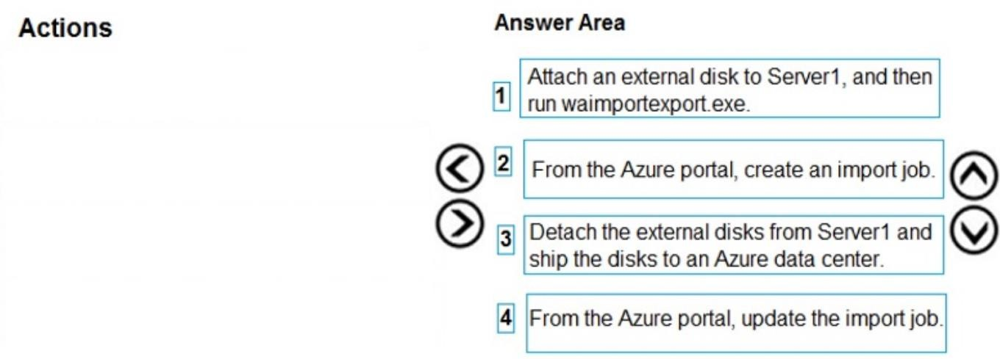 Actions
Answer Area
1
Attach an external disk to Server1, and then
run waimportexport.exe.
2
From the Azure portal, create an import job.
3
Detach the external disks from Server1 and
ship the disks to an Azure data center.
4
From the Azure portal, update the import job.